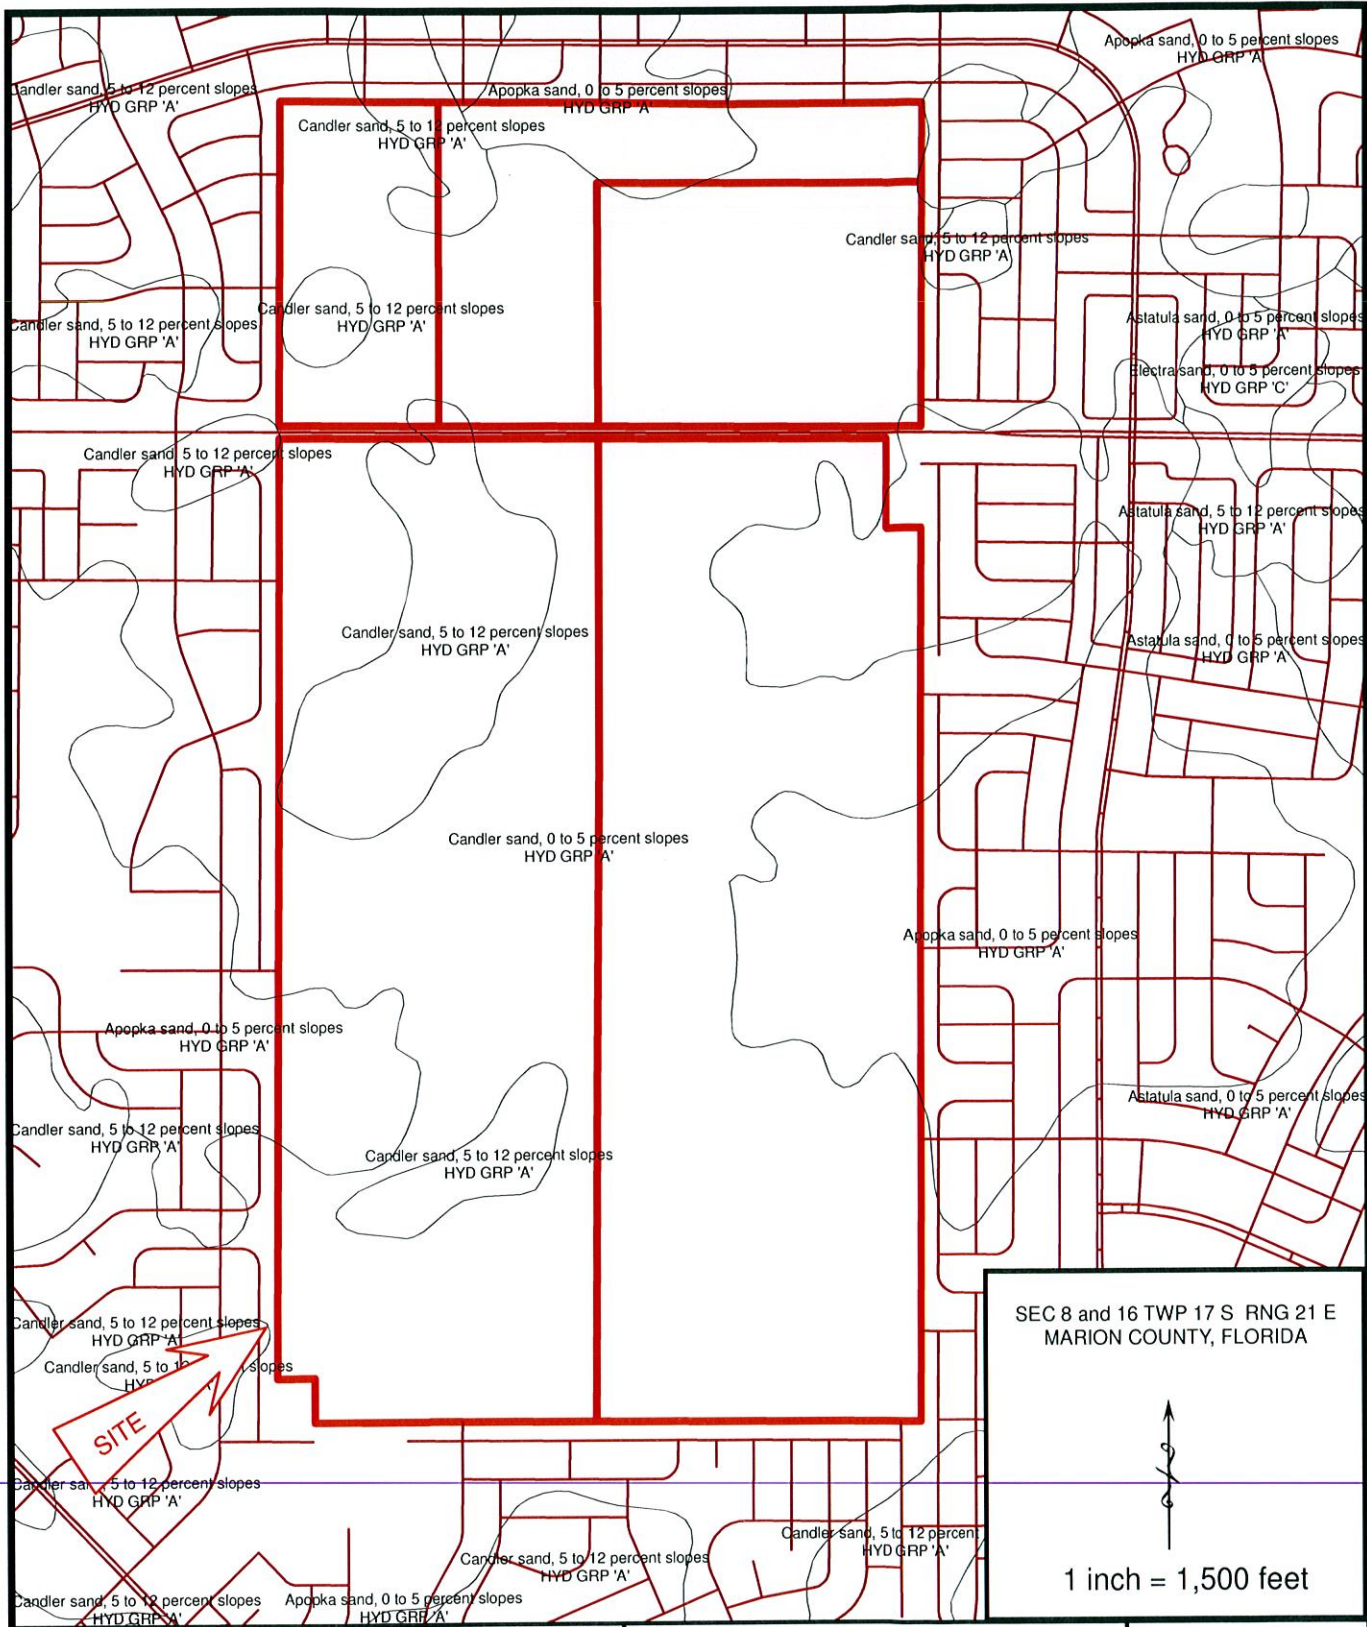 Apopka sand, 0 to 5 percent slopes
HYD GRP 'A'
Candler sand, 5 to 12 percent slopes
HYD GRP 'A'
Apopka sand, 0 to 5 percent slopes
HYD GRP 'A'
Candler sand, 5 to 12 percent slopes
HYD GRP 'A'
Candler sand, 5 to 12 percent slopes
HYD GRP 'A'
Candler sand, 5 to 12 percent slopes
HYD GRP 'A'
Candler sand, 5 to 12 percent slopes
HYD GRP 'A'
Astatula sand, 0 to 5 percent slopes
HYD GRP 'A'
Electra sand, 0 to 5 percent slopes
HYD GRP 'C'
Candler sand, 5 to 12 percent slopes
HYD GRP 'A'
Astatula sand, 5 to 12 percent slopes
HYD GRP 'A'
Candler sand, 5 to 12 percent slopes
HYD GRP 'A'
Astatula sand, 0 to 5 percent slopes
HYD GRP 'A'
Candler sand, 0 to 5 percent slopes
HYD GRP 'A'
Apopka sand, 0 to 5 percent slopes
HYD GRP 'A'
Apopka sand, 0 to 5 percent slopes
HYD GRP 'A'
Astatula sand, 0 to 5 percent slopes
HYD GRP 'A'
Candler sand, 5 to 12 percent slopes
HYD GRP 'A'
Candler sand, 5 to 12 percent slopes
HYD GRP 'A'
Candler sand, 5 to 12 percent slopes
HYD GRP 'A'
Candler sand, 5 to 12 slopes
SITE
Candler sand, 5 to 12 percent slopes
HYD GRP 'A'
Candler sand, 5 to 12 percent
HYD GRP 'A'
Candler sand, 5 to 12 percent slopes
HYD GRP 'A'
Candler sand, 5 to 12 percent slopes
HYD GRP 'A'
Apopka sand, 0 to 5 percent slopes
HYD GRP 'A'
SEC 8 and 16 TWP 17 S RNG 21 E
MARION COUNTY, FLORIDA
1 inch = 1,500 feet